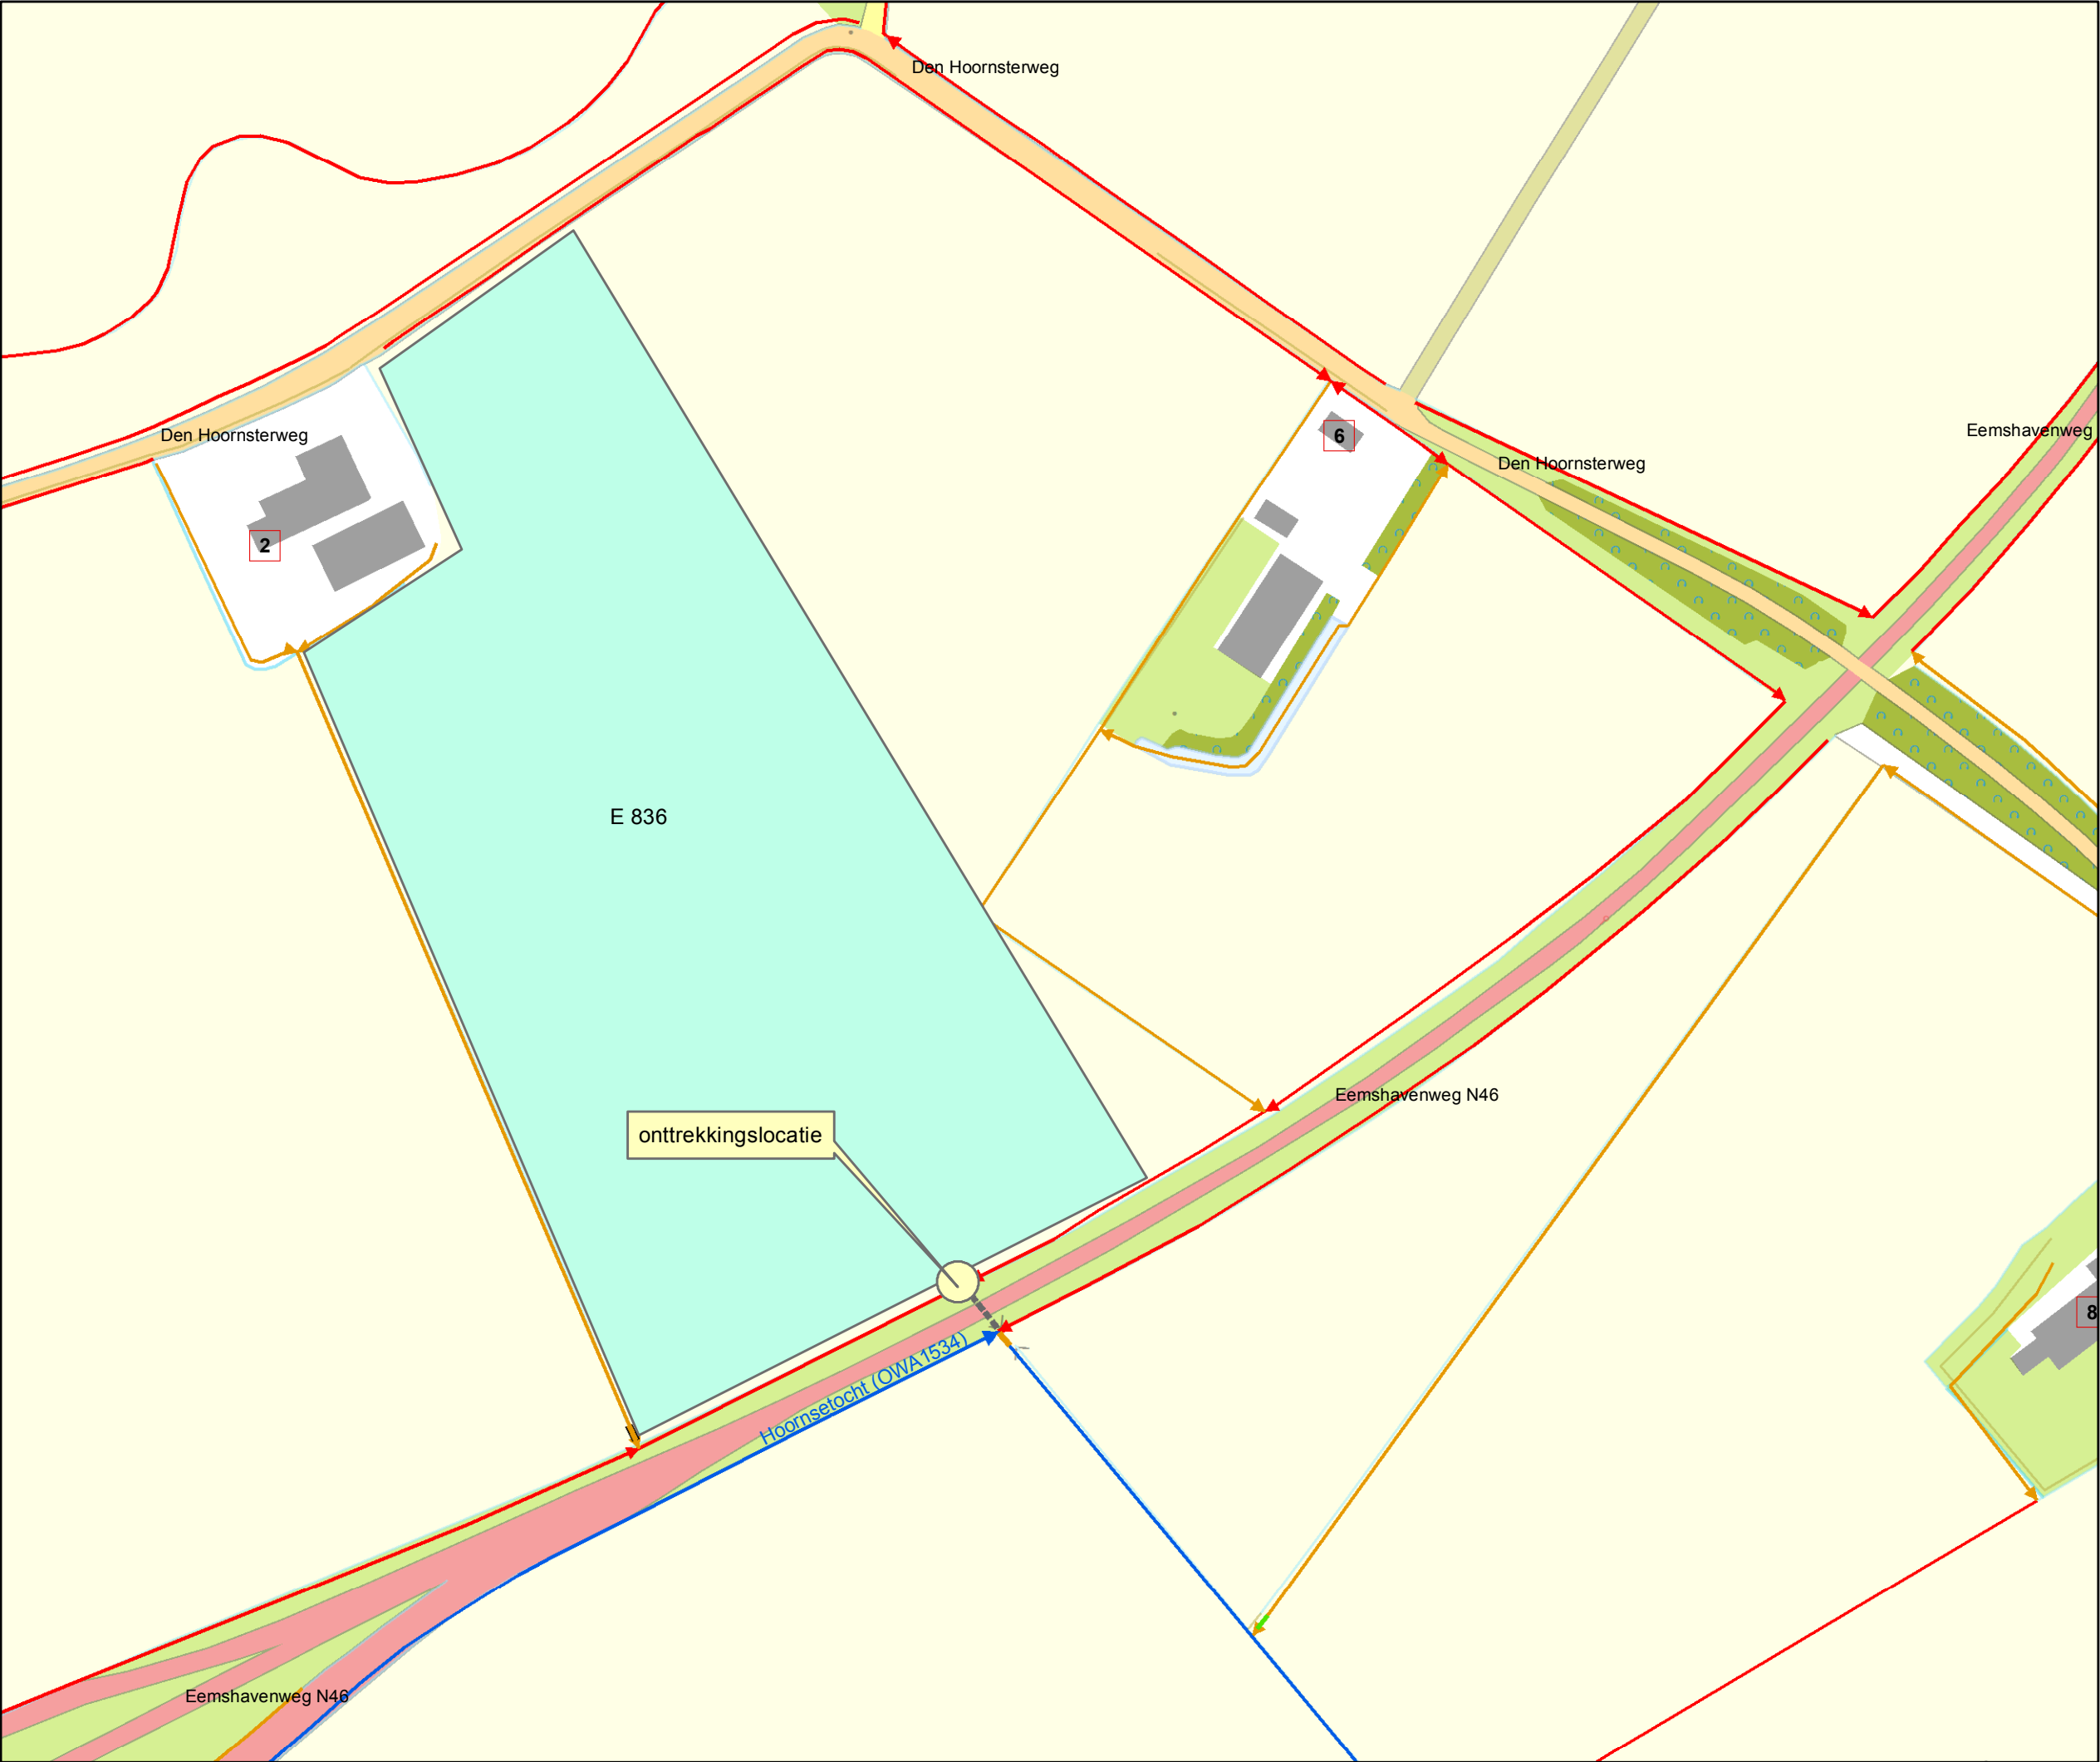 Den Hoornsterweg
Eemshavenweg
Den Hoornsterweg
6
Den Hoornsterweg
2
E 836
Eemshavenweg N46
onttrekkingslocatie
8
Hoornsetocht (OWA1534)
Eemshavenweg N46